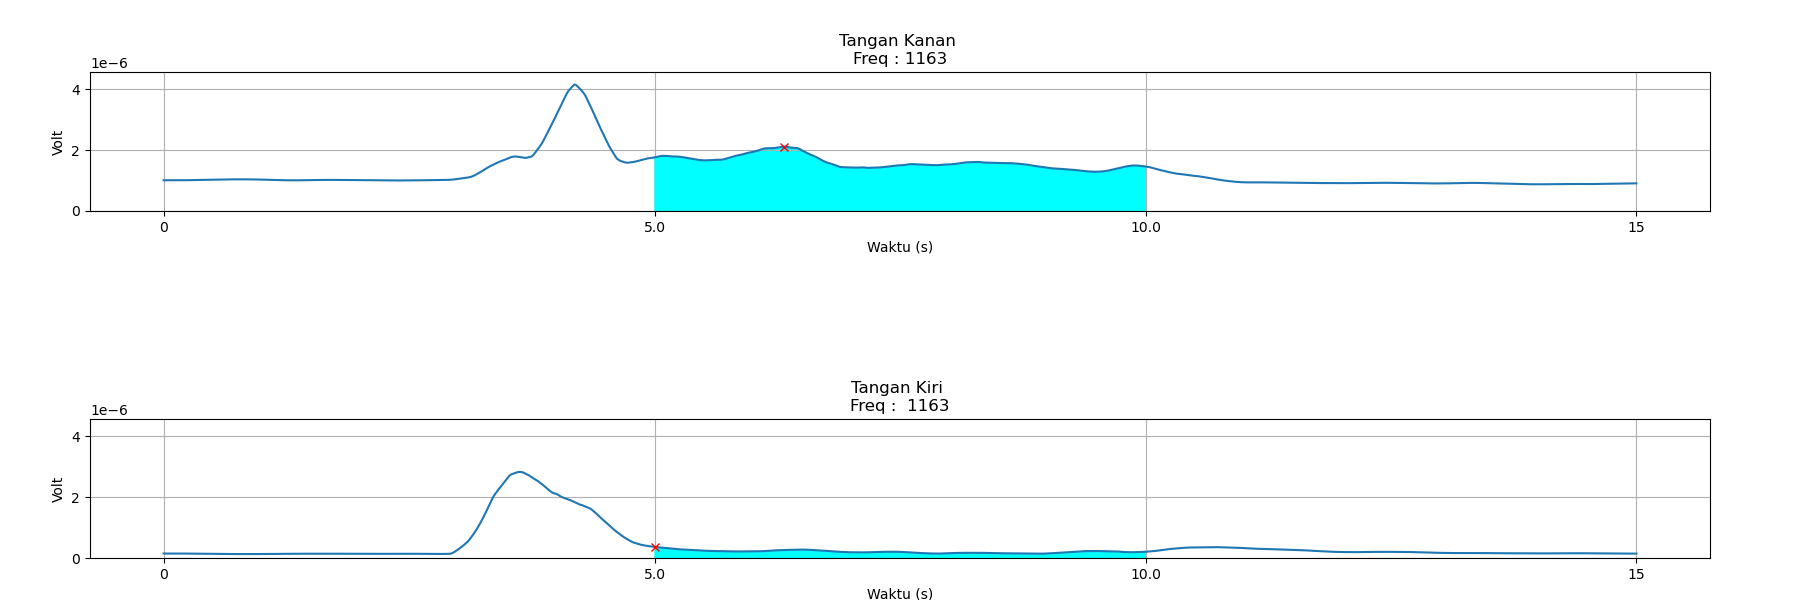 Tangan Kanan
Freq : 1163
1e−6
4
2
0
Volt
0 5.0 10.0 15
Waktu (s)
Tangan Kiri
Freq :  1163
1e−6
4
2
0
Volt
0 5.0 10.0 15
Waktu (s)